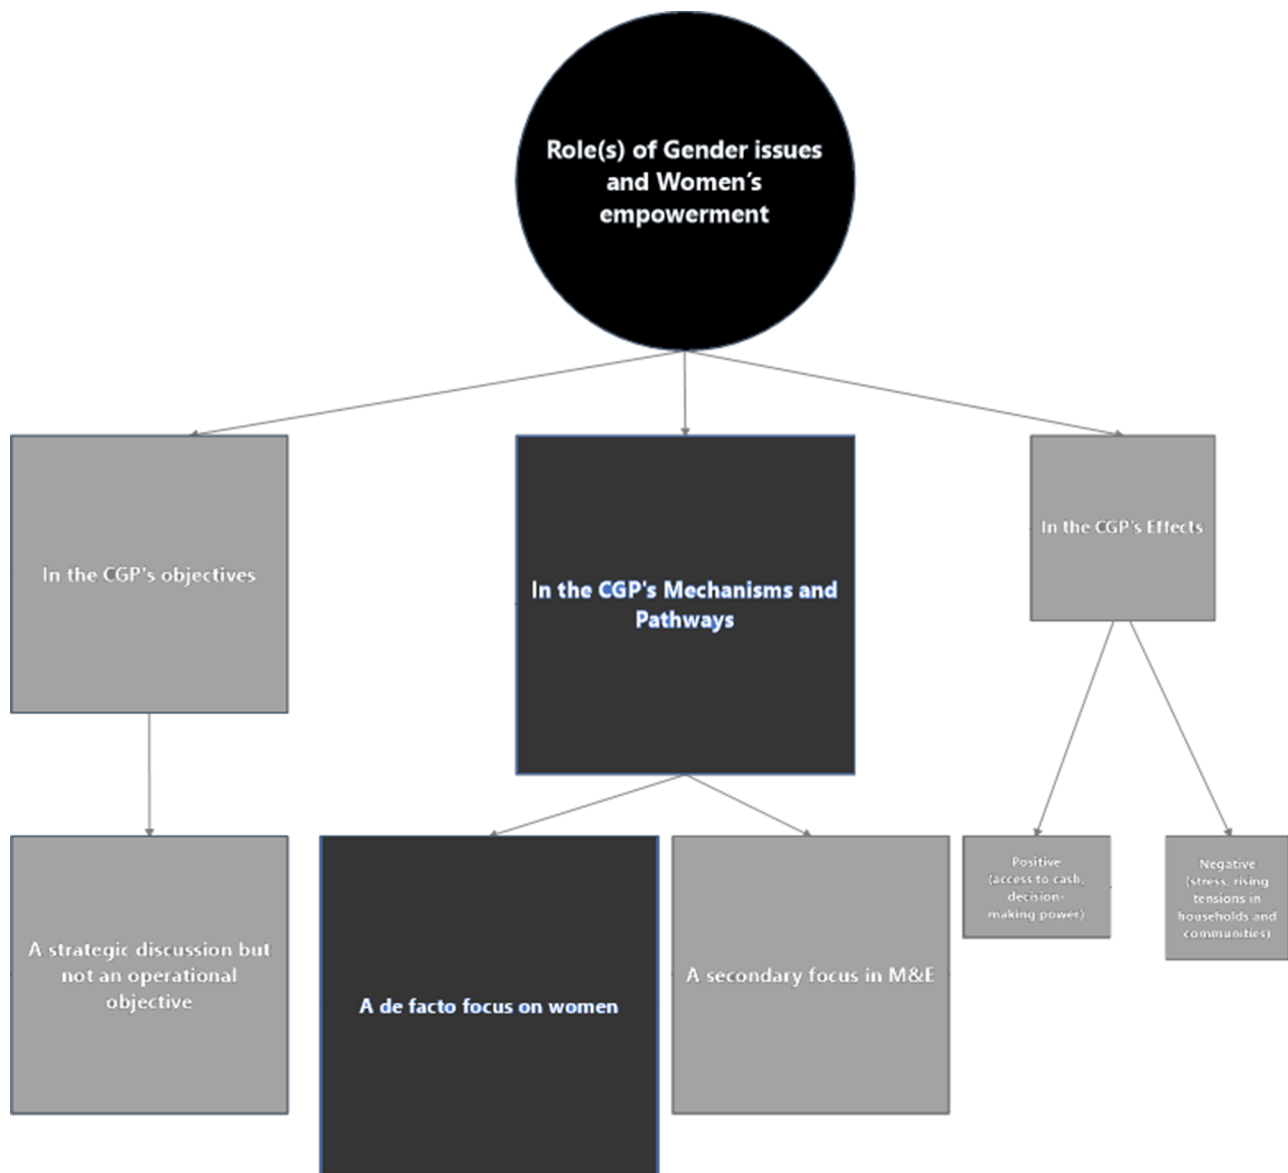 Role(s) of Gender issues
and Women’s
empowerment
In the CGP's objectives
In the CGP's Mechanisms and
Pathways
In the CGP's Effects
A strategic discussion but
not an operational
objective
A de facto focus on women
A secondary focus in M&E
Positive
(access to cash,
decision-
making power)
Negative
(stress, rising
tensions in
households and
communities)